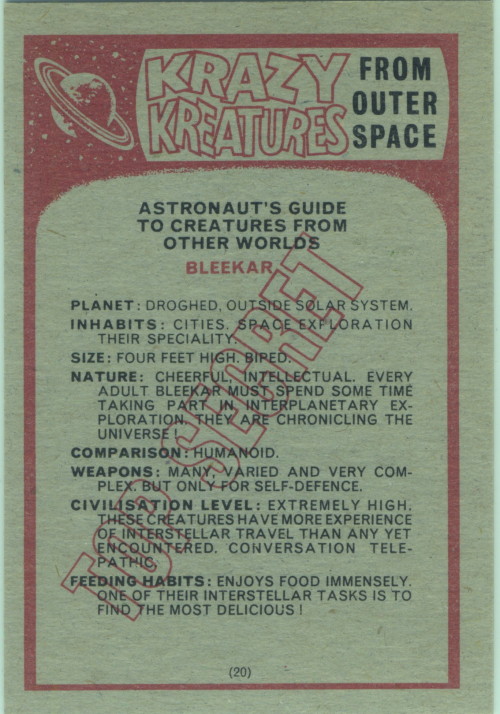 KRAZY
KREATURES
FROM
OUTER
SPACE
ASTRONAUT'S GUIDE
TO CREATURES FROM
OTHER WORLDS
BLEEKAR
PLANET: DROGHED, OUTSIDE SOLAR SYSTEM.
INHABITS: CITIES. SPACE EXPLORATION
THEIR SPECIALITY.
SIZE: FOUR FEET HIGH. BIPED.
NATURE: CHEERFUL, INTELLECTUAL. EVERY
ADULT BLEEKAR MUST SPEND SOME TIME
TAKING PART IN INTERPLANETARY EX-
PLORATION. THEY ARE CHRONICLING THE
UNIVERSE!
COMPARISON: HUMANOID.
WEAPONS: MANY, VARIED AND VERY COM-
PLEX. BUT ONLY FOR SELF-DEFENCE.
CIVILISATION LEVEL: EXTREMELY HIGH.
THESE CREATURES HAVE MORE EXPERIENCE
OF INTERSTELLAR TRAVEL THAN ANY YET
ENCOUNTERED. CONVERSATION TELE-
PATHIC.
FEEDING HABITS: ENJOYS FOOD IMMENSELY.
ONE OF THEIR INTERSTELLAR TASKS IS TO
FIND THE MOST DELICIOUS!
TOP SECRET
(20)